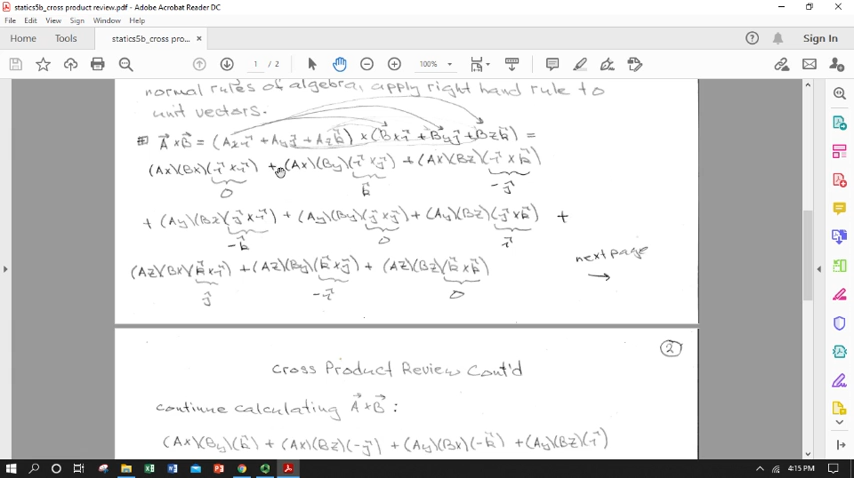 statics5b_cross product review.pdf - Adobe Acrobat Reader DC
File Edit View Sign Window Help
Home Tools statics5b_cross pro... × Sign In
1 / 2 100%
normal rules of algebra, apply right hand rule to
unit vectors.
A⃗ × B⃗ = (Ax i⃗ + Ay j⃗ + Az k⃗) × (Bx i⃗ + By j⃗ + Bz k⃗) =
(Ax)(Bx)(i⃗ × i⃗) + (Ax)(By)(i⃗ × j⃗) + (Ax)(Bz)(i⃗ × k⃗)
0 k⃗ -j⃗
+ (Ay)(Bz)(j⃗ × i⃗) + (Ay)(By)(j⃗ × j⃗) + (Ay)(Bz)(j⃗ × k⃗) +
-k⃗ 0 i⃗
next page
(Az)(Bx)(k⃗ × i⃗) + (Az)(By)(k⃗ × j⃗) + (Az)(Bz)(k⃗ × k⃗) →
j⃗ -i⃗ 0
2
Cross Product Review Cont'd
continue calculating A⃗ × B⃗ :
(Ax)(By)(k⃗) + (Ax)(Bz)(-j⃗) + (Ay)(Bx)(-k⃗) + (Ay)(Bz)(i⃗)
4:15 PM